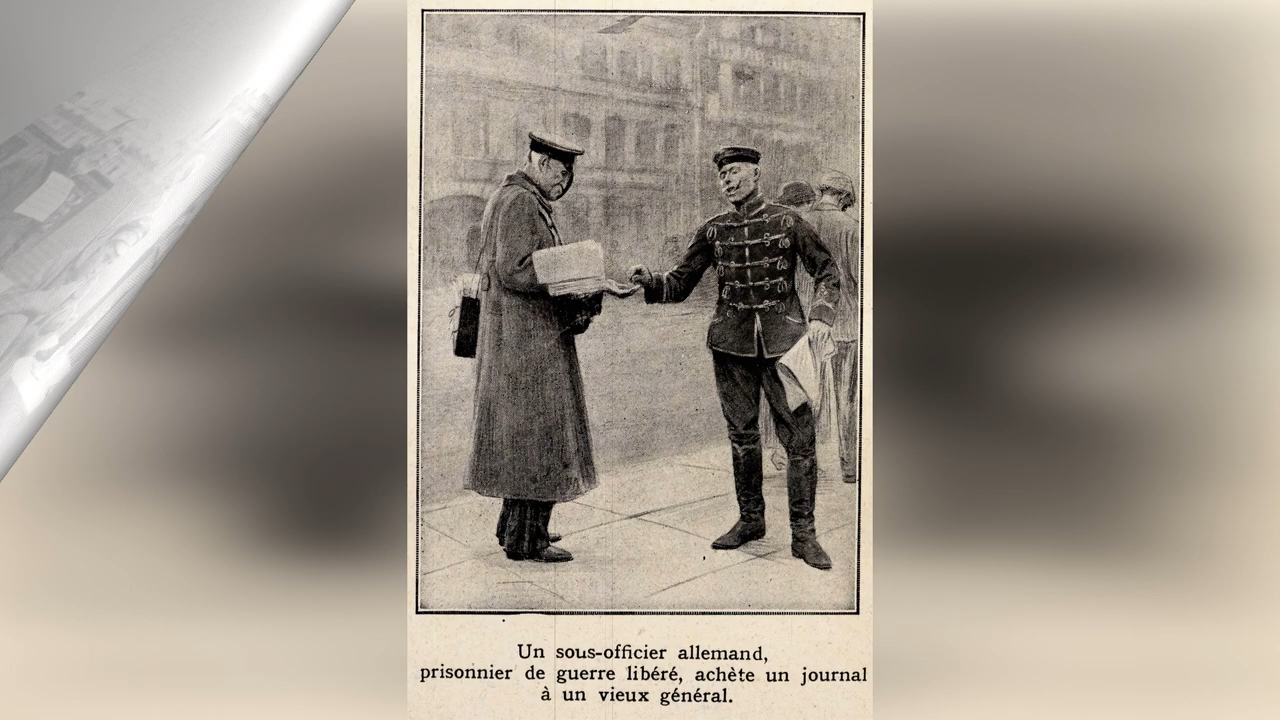 Un sous-officier allemand,
prisonnier de guerre libéré, achète un journal
à un vieux général.